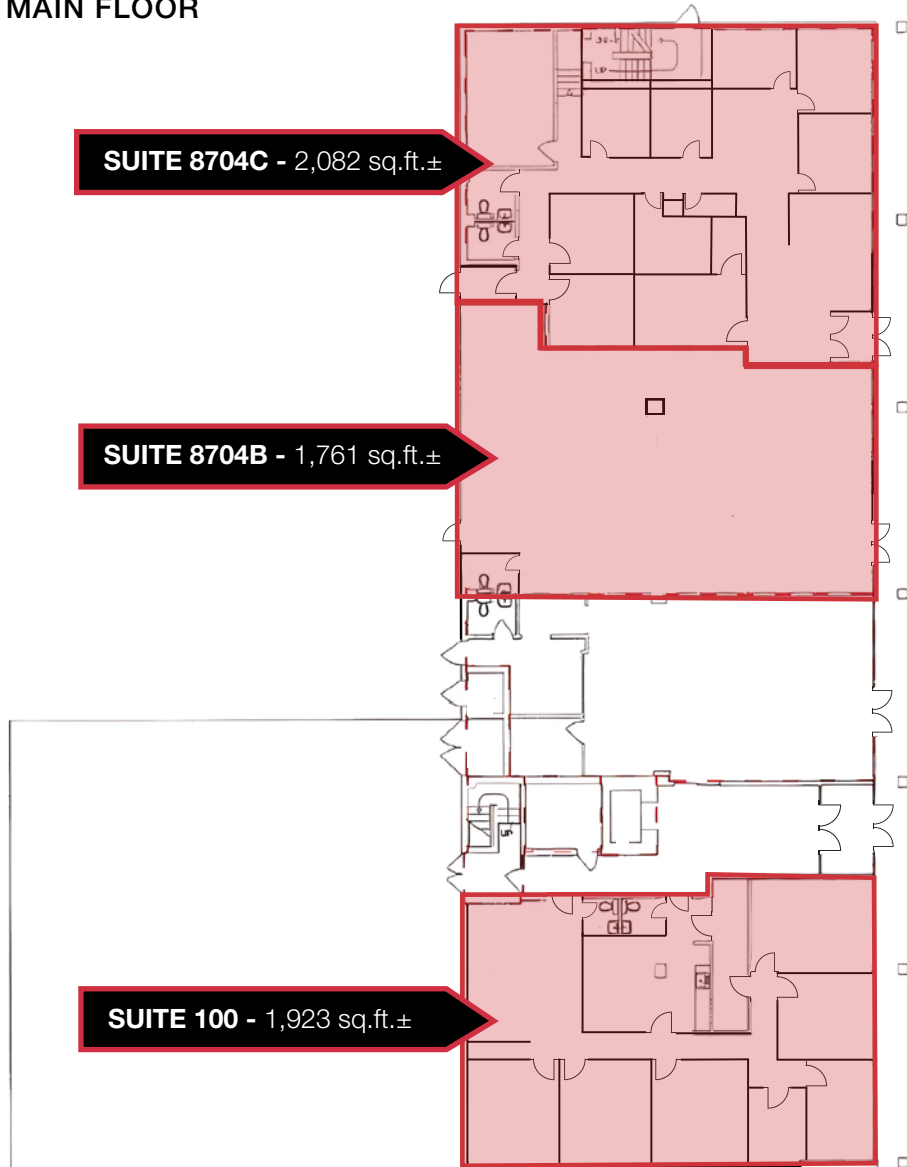 MAIN FLOOR
SUITE 8704C - 2,082 sq.ft.±
SUITE 8704B - 1,761 sq.ft.±
SUITE 100 - 1,923 sq.ft.±